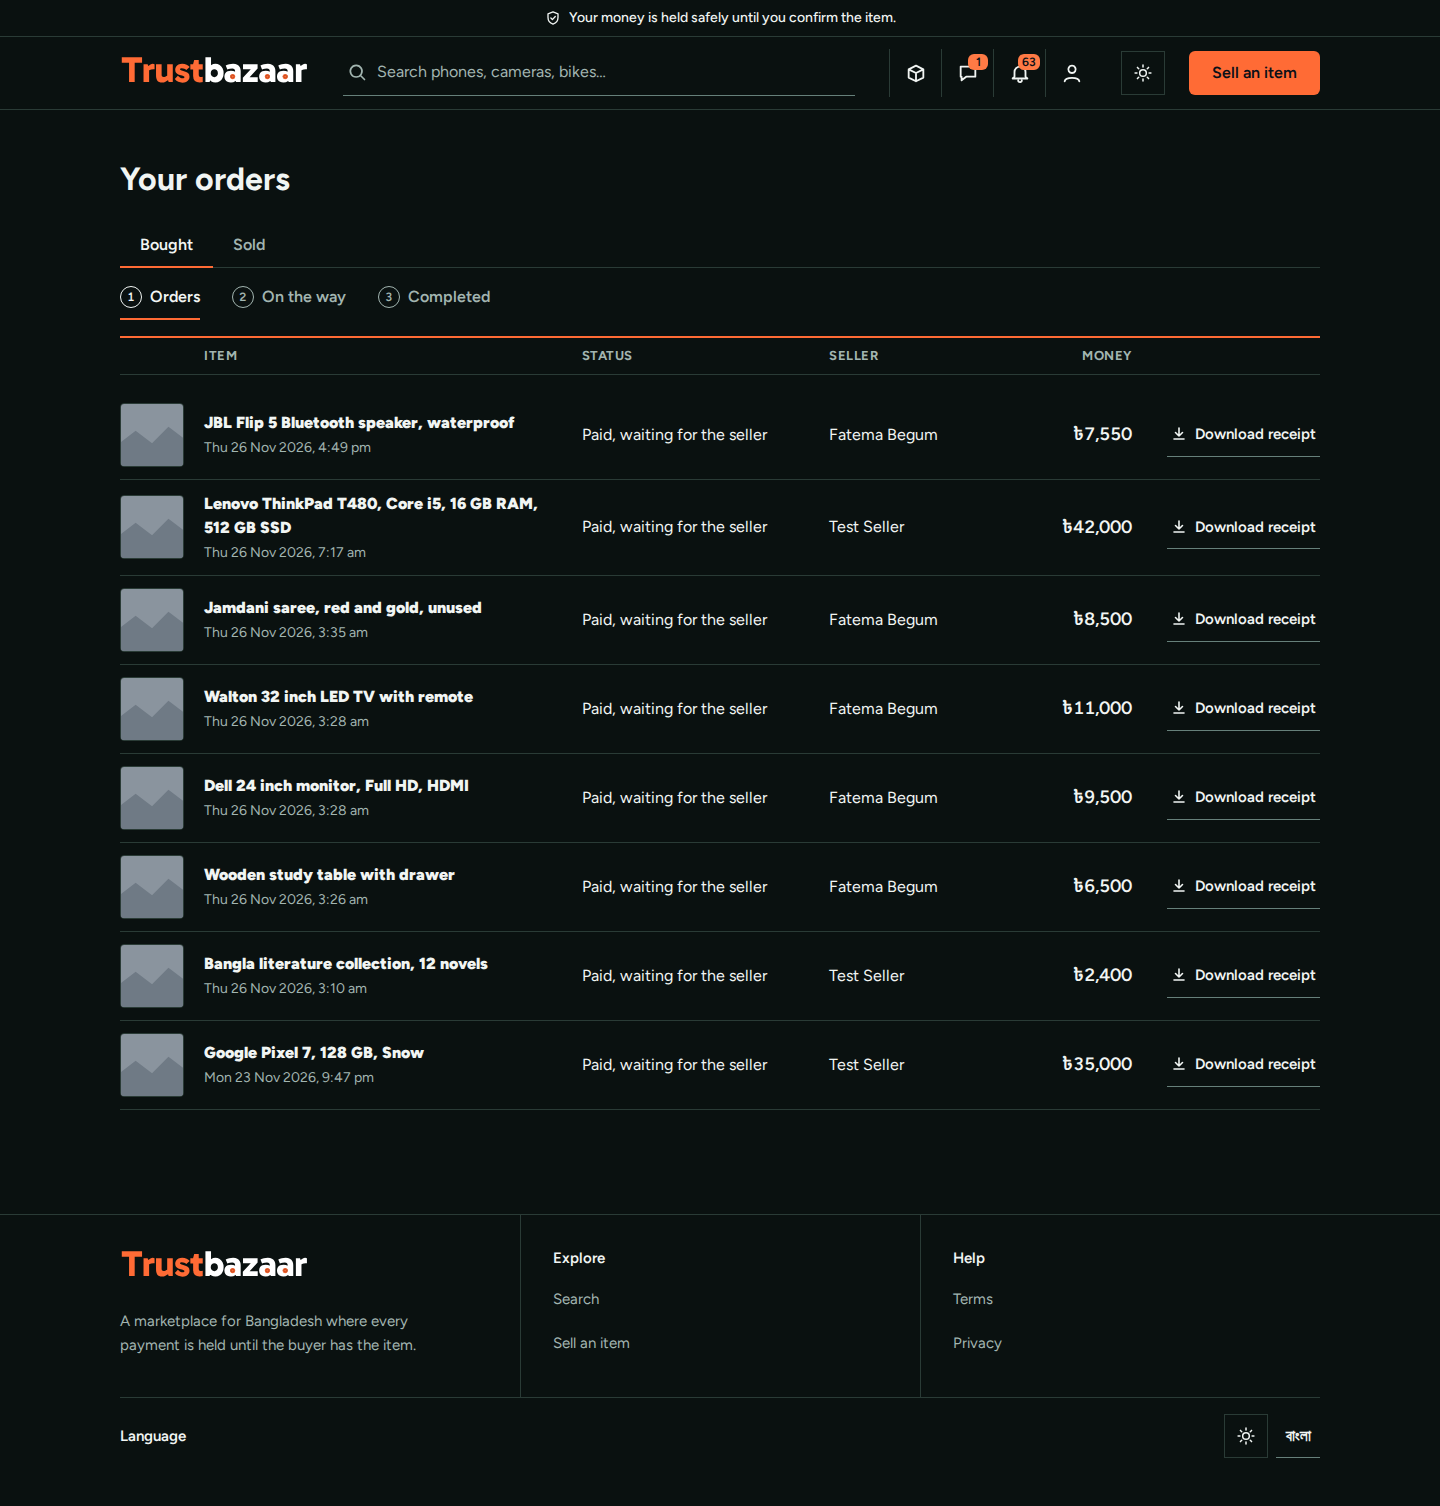 Your money is held safely until you confirm the item.
Trustbazaar
Search phones, cameras, bikes...
1
63
Sell an item
Your orders
Bought Sold
1 Orders 2 On the way 3 Completed
ITEM STATUS SELLER MONEY
JBL Flip 5 Bluetooth speaker, waterproof
Thu 26 Nov 2026, 4:49 pm
Paid, waiting for the seller Fatema Begum ৳7,550 Download receipt
Lenovo ThinkPad T480, Core i5, 16 GB RAM,
512 GB SSD
Thu 26 Nov 2026, 7:17 am
Paid, waiting for the seller Test Seller ৳42,000 Download receipt
Jamdani saree, red and gold, unused
Thu 26 Nov 2026, 3:35 am
Paid, waiting for the seller Fatema Begum ৳8,500 Download receipt
Walton 32 inch LED TV with remote
Thu 26 Nov 2026, 3:28 am
Paid, waiting for the seller Fatema Begum ৳11,000 Download receipt
Dell 24 inch monitor, Full HD, HDMI
Thu 26 Nov 2026, 3:28 am
Paid, waiting for the seller Fatema Begum ৳9,500 Download receipt
Wooden study table with drawer
Thu 26 Nov 2026, 3:26 am
Paid, waiting for the seller Fatema Begum ৳6,500 Download receipt
Bangla literature collection, 12 novels
Thu 26 Nov 2026, 3:10 am
Paid, waiting for the seller Test Seller ৳2,400 Download receipt
Google Pixel 7, 128 GB, Snow
Mon 23 Nov 2026, 9:47 pm
Paid, waiting for the seller Test Seller ৳35,000 Download receipt
Trustbazaar
A marketplace for Bangladesh where every
payment is held until the buyer has the item.
Explore
Search
Sell an item
Help
Terms
Privacy
Language
বাংলা